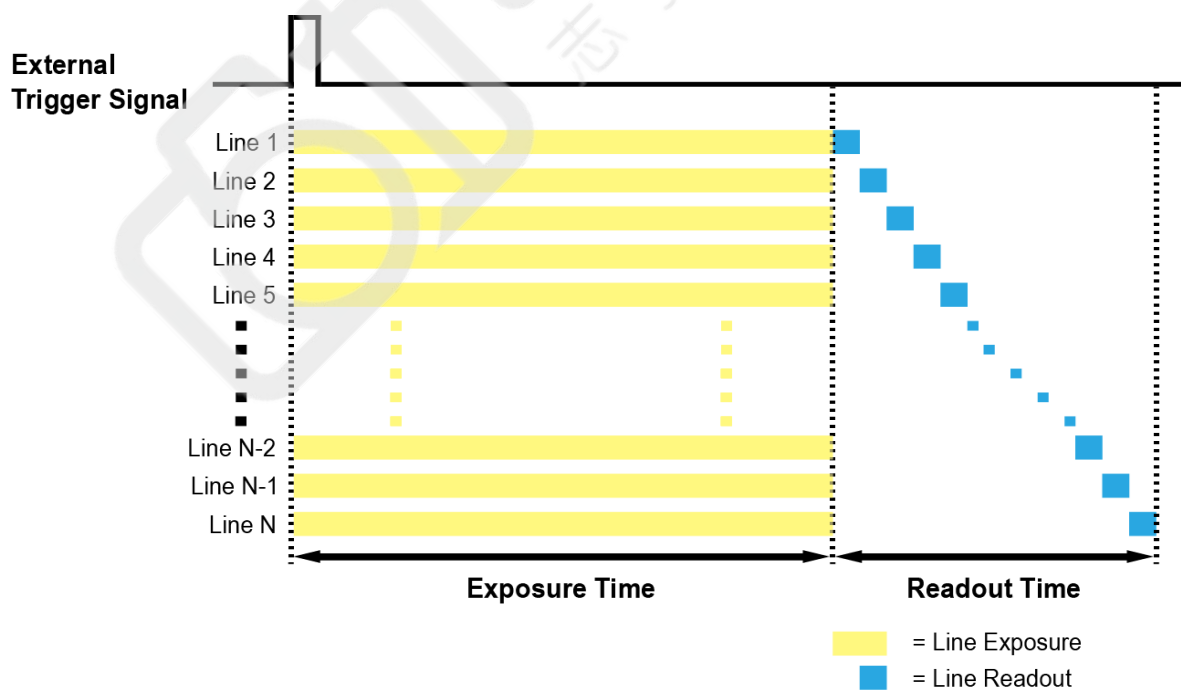 External
Trigger Signal
Line 1
Line 2
Line 3
Line 4
Line 5
Line N-2
Line N-1
Line N
Exposure Time
Readout Time
= Line Exposure
= Line Readout
志